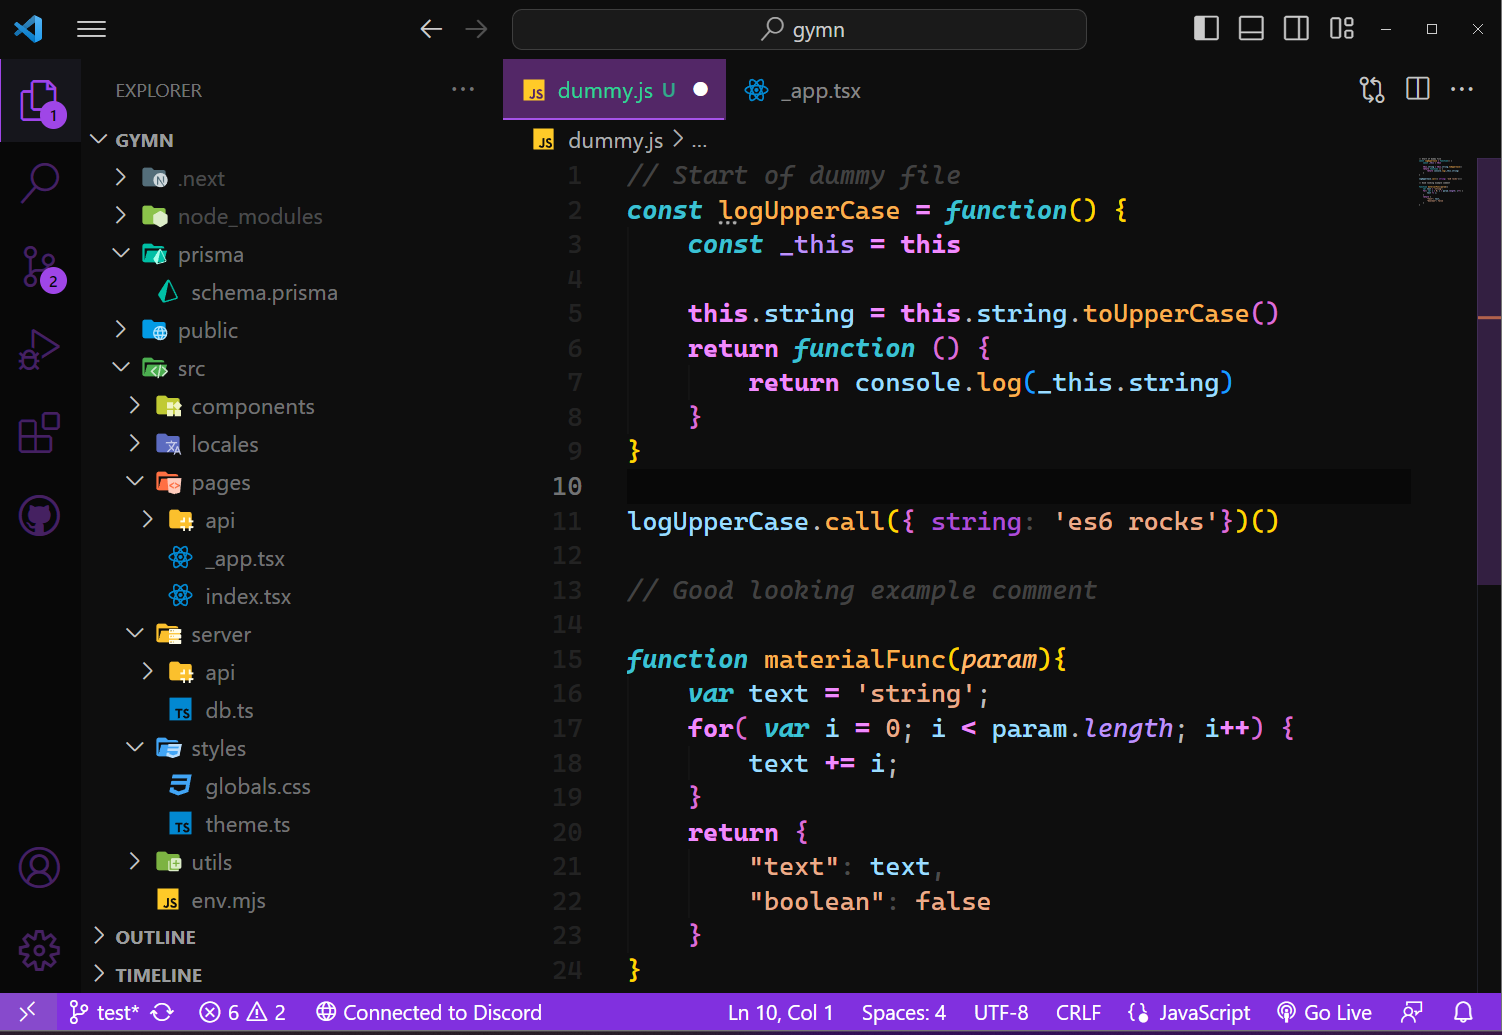 gymn
EXPLORER
1
2
GYMN
.next
node_modules
prisma
schema.prisma
public
src
components
locales
pages
api
_app.tsx
index.tsx
server
api
TS db.ts
styles
globals.css
TS theme.ts
utils
JS env.mjs
OUTLINE
TIMELINE
JS dummy.js U
_app.tsx
JS dummy.js > ...
1 // Start of dummy file
2 const logUpperCase = function() {
3     const _this = this
4
5     this.string = this.string.toUpperCase()
6     return function () {
7         return console.log(_this.string)
8     }
9 }
10
11 logUpperCase.call({ string: 'es6 rocks'})()
12
13 // Good looking example comment
14
15 function materialFunc(param){
16     var text = 'string';
17     for( var i = 0; i < param.length; i++) {
18         text += i;
19     }
20     return {
21         "text": text,
22         "boolean": false
23     }
24 }
test* 6 2 Connected to Discord Ln 10, Col 1 Spaces: 4 UTF-8 CRLF {} JavaScript Go Live